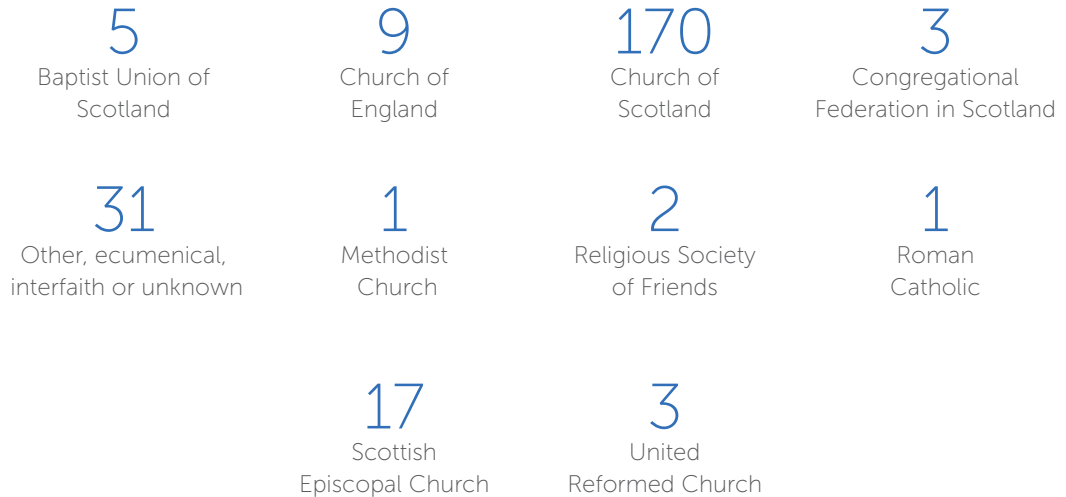 5
Baptist Union of
Scotland
9
Church of
England
170
Church of
Scotland
3
Congregational
Federation in Scotland
31
Other, ecumenical,
interfaith or unknown
1
Methodist
Church
2
Religious Society
of Friends
1
Roman
Catholic
17
Scottish
Episcopal Church
3
United
Reformed Church